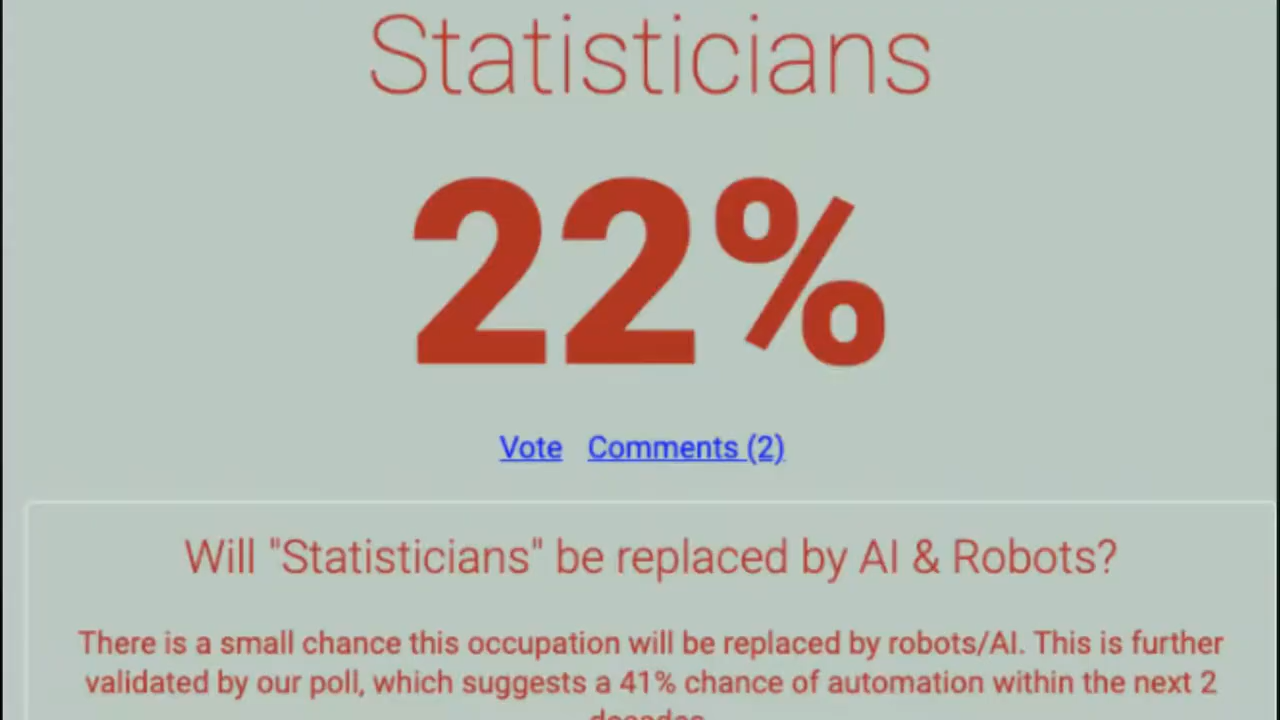 Statisticians
22%
Vote Comments (2)
Will "Statisticians" be replaced by AI & Robots?
There is a small chance this occupation will be replaced by robots/AI. This is further
validated by our poll, which suggests a 41% chance of automation within the next 2